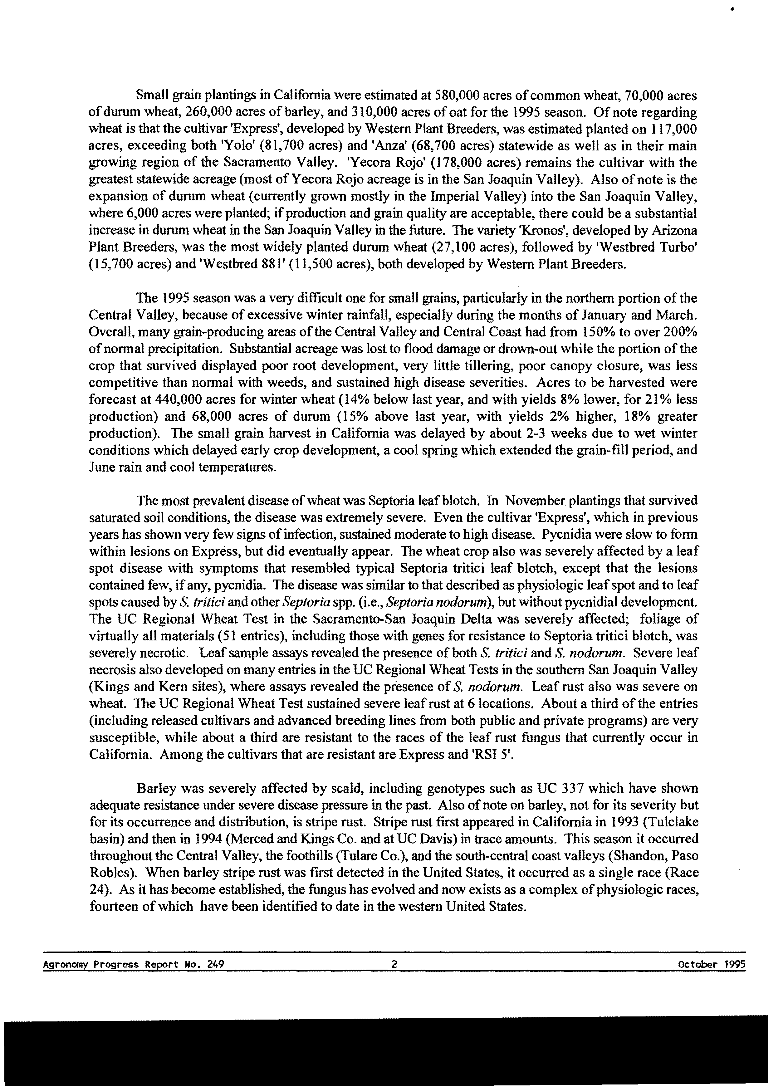 Small grain plantings in California were estimated at 580,000 acres of common wheat, 70,000 acres
of durum wheat, 260,000 acres of barley, and 310,000 acres of oat for the 1995 season. Of note regarding
wheat is that the cultivar 'Express', developed by Western Plant Breeders, was estimated planted on 117,000
acres, exceeding both 'Yolo' (81,700 acres) and 'Anza' (68,700 acres) statewide as well as in their main
growing region of the Sacramento Valley. 'Yecora Rojo' (178,000 acres) remains the cultivar with the
greatest statewide acreage (most of Yecora Rojo acreage is in the San Joaquin Valley). Also of note is the
expansion of durum wheat (currently grown mostly in the Imperial Valley) into the San Joaquin Valley,
where 6,000 acres were planted; if production and grain quality are acceptable, there could be a substantial
increase in durum wheat in the San Joaquin Valley in the future. The variety 'Kronos', developed by Arizona
Plant Breeders, was the most widely planted durum wheat (27,100 acres), followed by 'Westbred Turbo'
(15,700 acres) and 'Westbred 881' (11,500 acres), both developed by Western Plant Breeders.
The 1995 season was a very difficult one for small grains, particularly in the northern portion of the
Central Valley, because of excessive winter rainfall, especially during the months of January and March.
Overall, many grain-producing areas of the Central Valley and Central Coast had from 150% to over 200%
of normal precipitation. Substantial acreage was lost to flood damage or drown-out while the portion of the
crop that survived displayed poor root development, very little tillering, poor canopy closure, was less
competitive than normal with weeds, and sustained high disease severities. Acres to be harvested were
forecast at 440,000 acres for winter wheat (14% below last year, and with yields 8% lower, for 21% less
production) and 68,000 acres of durum (15% above last year, with yields 2% higher, 18% greater
production). The small grain harvest in California was delayed by about 2-3 weeks due to wet winter
conditions which delayed early crop development, a cool spring which extended the grain-fill period, and
June rain and cool temperatures.
The most prevalent disease of wheat was Septoria leaf blotch. In November plantings that survived
saturated soil conditions, the disease was extremely severe. Even the cultivar 'Express', which in previous
years has shown very few signs of infection, sustained moderate to high disease. Pycnidia were slow to form
within lesions on Express, but did eventually appear. The wheat crop also was severely affected by a leaf
spot disease with symptoms that resembled typical Septoria tritici leaf blotch, except that the lesions
contained few, if any, pycnidia. The disease was similar to that described as physiologic leaf spot and to leaf
spots caused by S. tritici and other Septoria spp. (i.e., Septoria nodorum), but without pycnidial development.
The UC Regional Wheat Test in the Sacramento-San Joaquin Delta was severely affected; foliage of
virtually all materials (51 entries), including those with genes for resistance to Septoria tritici blotch, was
severely necrotic. Leaf sample assays revealed the presence of both S. tritici and S. nodorum. Severe leaf
necrosis also developed on many entries in the UC Regional Wheat Tests in the southern San Joaquin Valley
(Kings and Kern sites), where assays revealed the presence of S. nodorum. Leaf rust also was severe on
wheat. The UC Regional Wheat Test sustained severe leaf rust at 6 locations. About a third of the entries
(including released cultivars and advanced breeding lines from both public and private programs) are very
susceptible, while about a third are resistant to the races of the leaf rust fungus that currently occur in
California. Among the cultivars that are resistant are Express and 'RSI 5'.
Barley was severely affected by scald, including genotypes such as UC 337 which have shown
adequate resistance under severe disease pressure in the past. Also of note on barley, not for its severity but
for its occurrence and distribution, is stripe rust. Stripe rust first appeared in California in 1993 (Tulelake
basin) and then in 1994 (Merced and Kings Co. and at UC Davis) in trace amounts. This season it occurred
throughout the Central Valley, the foothills (Tulare Co.), and the south-central coast valleys (Shandon, Paso
Robles). When barley stripe rust was first detected in the United States, it occurred as a single race (Race
24). As it has become established, the fungus has evolved and now exists as a complex of physiologic races,
fourteen of which have been identified to date in the western United States.
Agronomy Progress Report No. 249 2 October 1995